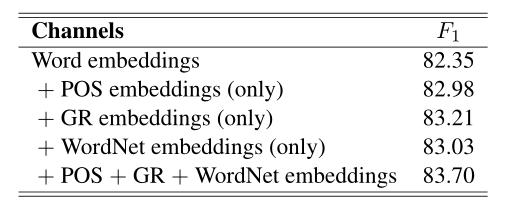 Channels F1
Word embeddings 82.35
+ POS embeddings (only) 82.98
+ GR embeddings (only) 83.21
+ WordNet embeddings (only) 83.03
+ POS + GR + WordNet embeddings 83.70